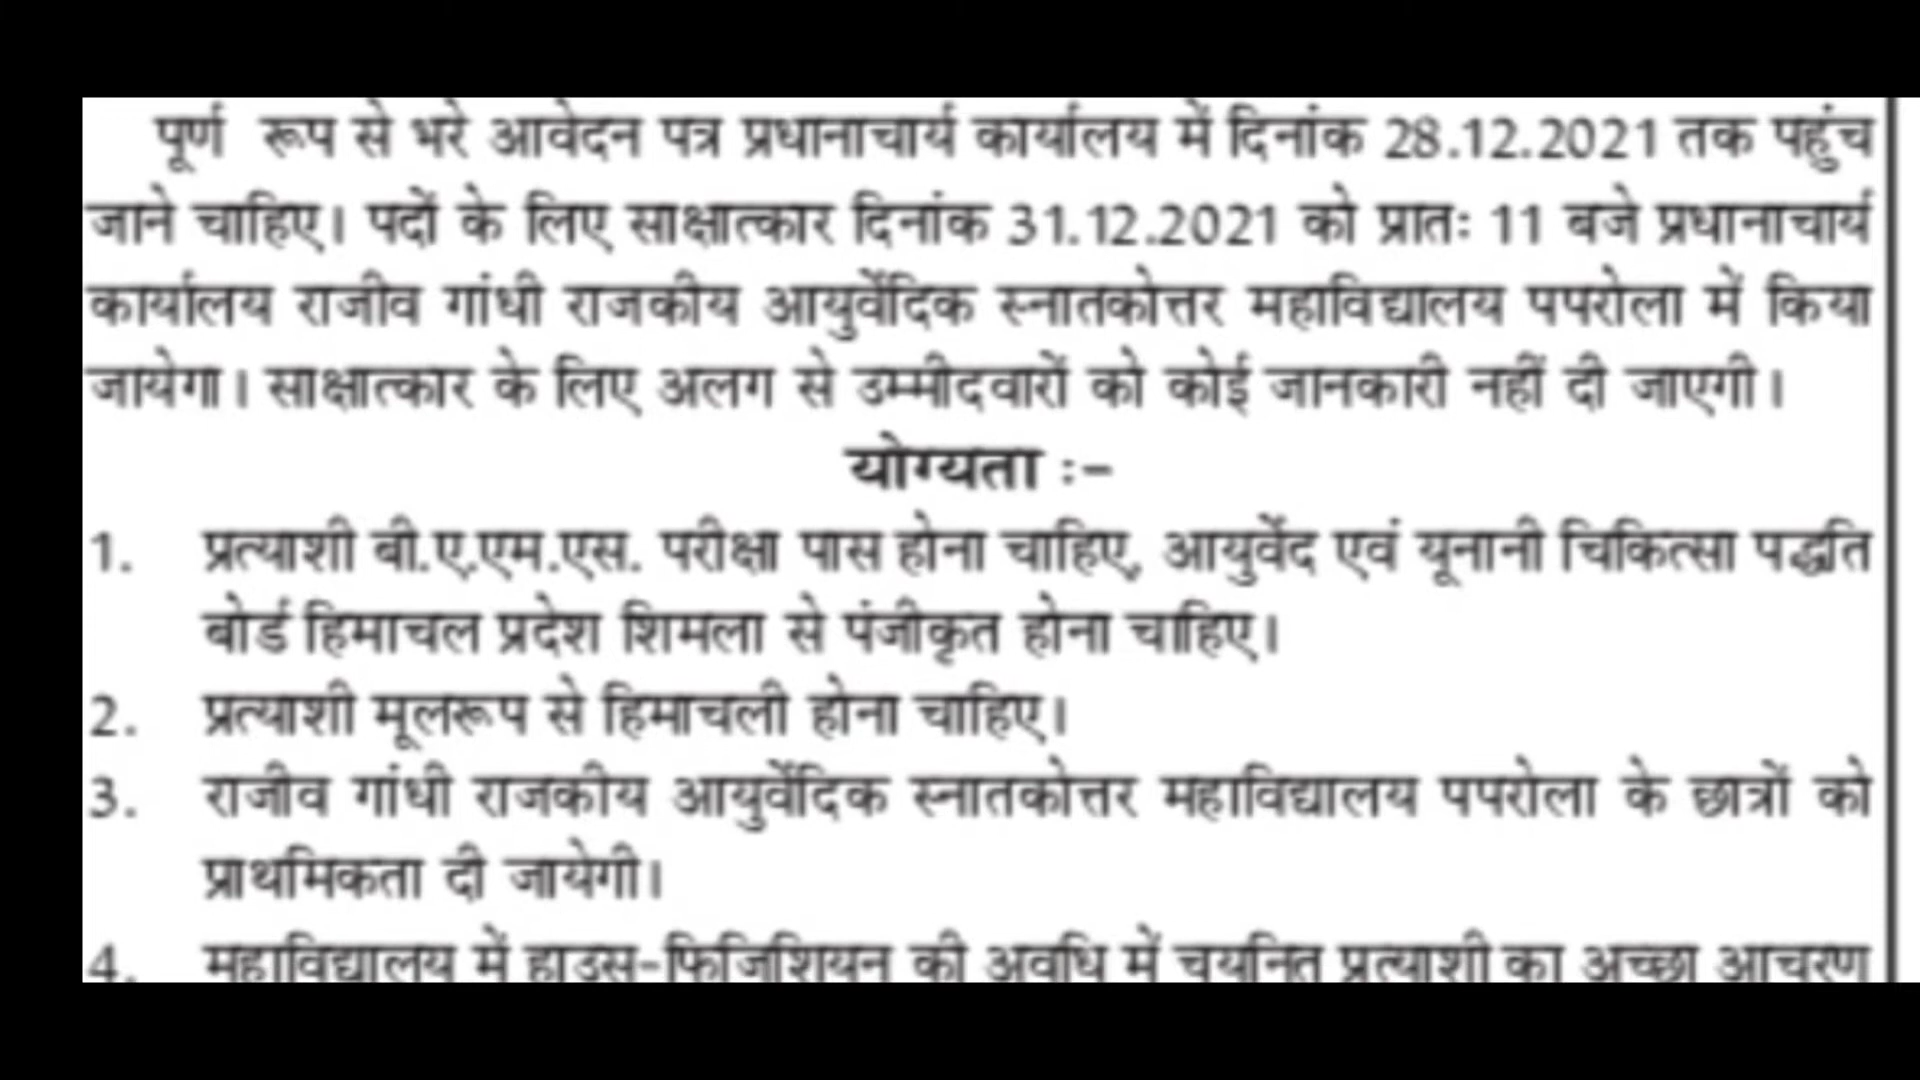 पूर्ण रूप से भरे आवेदन पत्र प्रधानाचार्य कार्यालय में दिनांक 28.12.2021 तक पहुंच
जाने चाहिए। पदों के लिए साक्षात्कार दिनांक 31.12.2021 को प्रातः 11 बजे प्रधानाचार्य
कार्यालय राजीव गांधी राजकीय आयुर्वेदिक स्नातकोत्तर महाविद्यालय पपरोला में किया
जायेगा। साक्षात्कार के लिए अलग से उम्मीदवारों को कोई जानकारी नहीं दी जाएगी।
योग्यता :-
1. प्रत्याशी बी.ए.एम.एस. परीक्षा पास होना चाहिए, आयुर्वेद एवं यूनानी चिकित्सा पद्धति
बोर्ड हिमाचल प्रदेश शिमला से पंजीकृत होना चाहिए।
2. प्रत्याशी मूलरूप से हिमाचली होना चाहिए।
3. राजीव गांधी राजकीय आयुर्वेदिक स्नातकोत्तर महाविद्यालय पपरोला के छात्रों को
प्राथमिकता दी जायेगी।
4. महाविद्यालय में हाउस-फिजिशियन की अवधि में चयनित प्रत्याशी का अच्छा आचरण